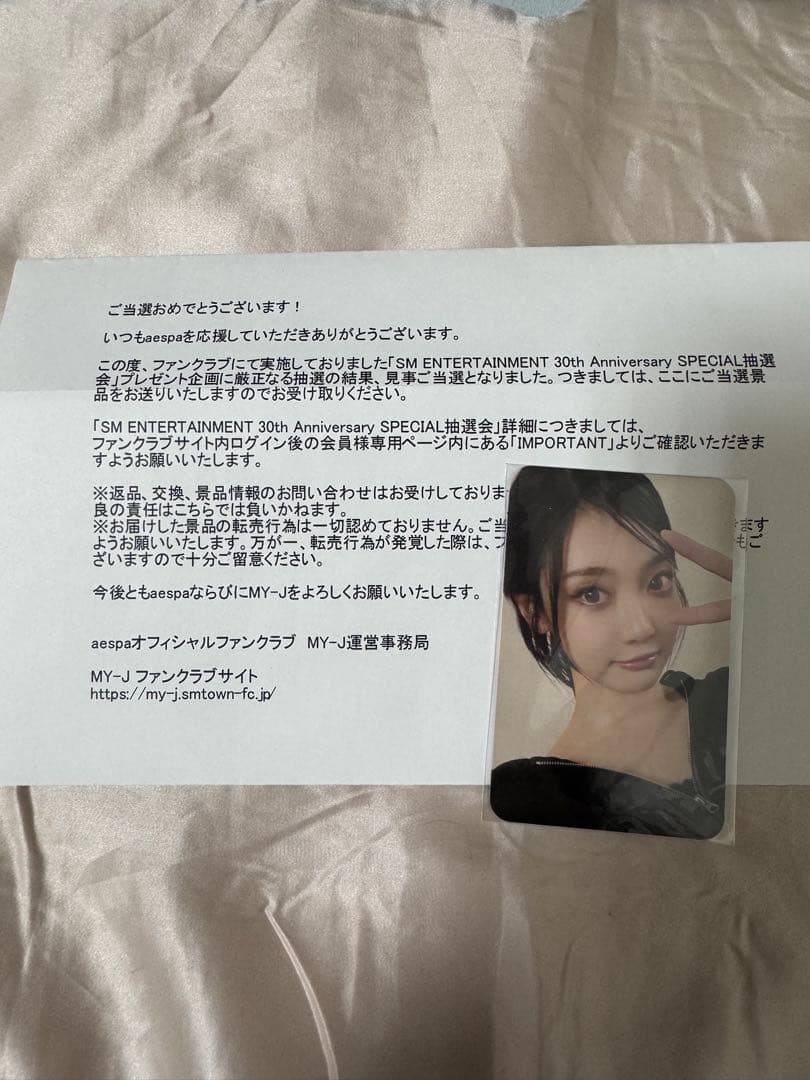 ご当選おめでとうございます！
いつもaespaを応援していただきありがとうございます。
この度、ファンクラブにて実施しておりました「SM ENTERTAINMENT 30th Anniversary SPECIAL抽選
会」プレゼント企画に厳正なる抽選の結果、見事ご当選となりました。つきましては、ここにご当選景
品をお送りいたしますのでお受け取りください。
「SM ENTERTAINMENT 30th Anniversary SPECIAL抽選会」詳細につきましては、
ファンクラブサイト内ログイン後の会員様専用ページ内にある「IMPORTANT」よりご確認いただきま
すようお願いいたします。
※返品、交換、景品情報のお問い合わせはお受けしておりま
良の責任はこちらでは負いかねます。
※お届けした景品の転売行為は一切認めておりません。ご当 きます
ようお願いいたします。万が一、転売行為が発覚した際は、フ もご
ざいますので十分ご留意ください。
今後ともaespaならびにMY-Jをよろしくお願いいたします。
aespaオフィシャルファンクラブ MY-J運営事務局
MY-J ファンクラブサイト
https://my-j.smtown-fc.jp/